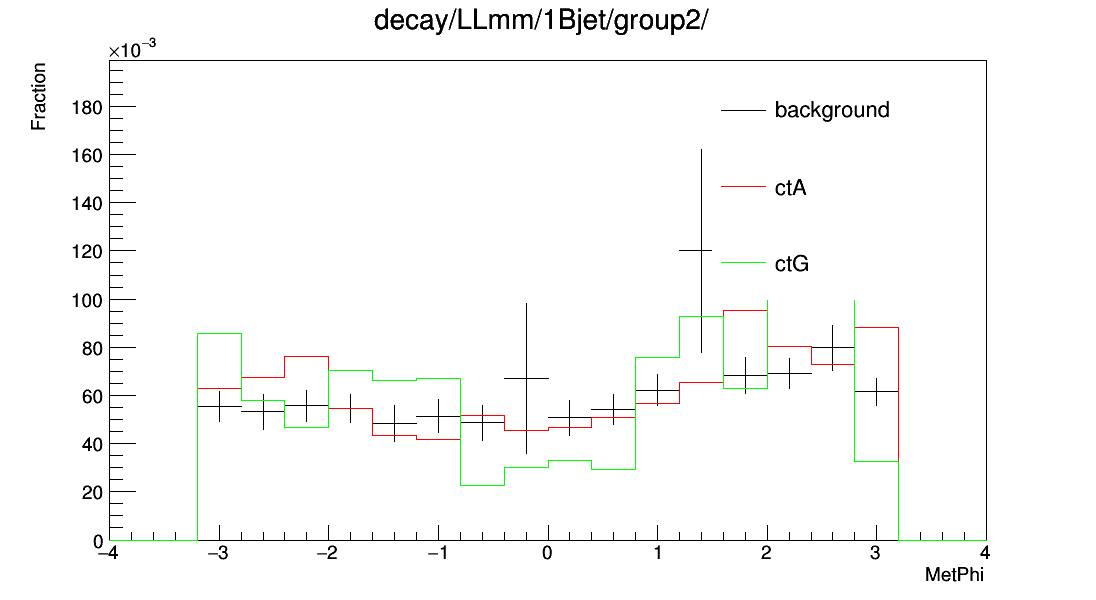 decay/LLmm/1Bjet/group2/
×10⁻³
Fraction
180
160
140
120
100
80
60
40
20
0
background
ctA
ctG
−4 −3 −2 −1 0 1 2 3 4
MetPhi